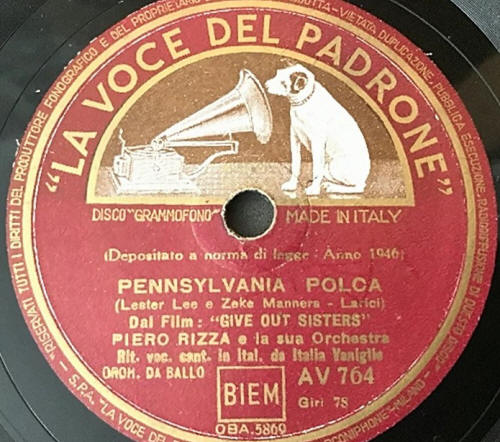 "LA VOCE DEL PADRONE"
DISCO "GRAMMOFONO" MADE IN ITALY
(Depositato a norma di legge - Anno 1946)
PENNSYLVANIA POLCA
(Lester Lee e Zeke Manners - Larici)
Dal Film: "GIVE OUT SISTERS"
PIERO RIZZA e la sua Orchestra
Rit. voc. cant. in Ital. da Italia Vaniglio
ORCH. DA BALLO BIEM AV 764
Giri 78
OBA.5860
"RISERVATI TUTTI I DIRITTI DEL PRODUTTORE FONOGRAFICO E DEL PROPRIETARIO
VIETATA DUPLICAZIONE, PUBBLICA ESECUZIONE, RADIODIFFUSIONE DI QUESTO DISCO"
S.P.A. "LA VOCE DEL
MARCONIPHONE - MILANO